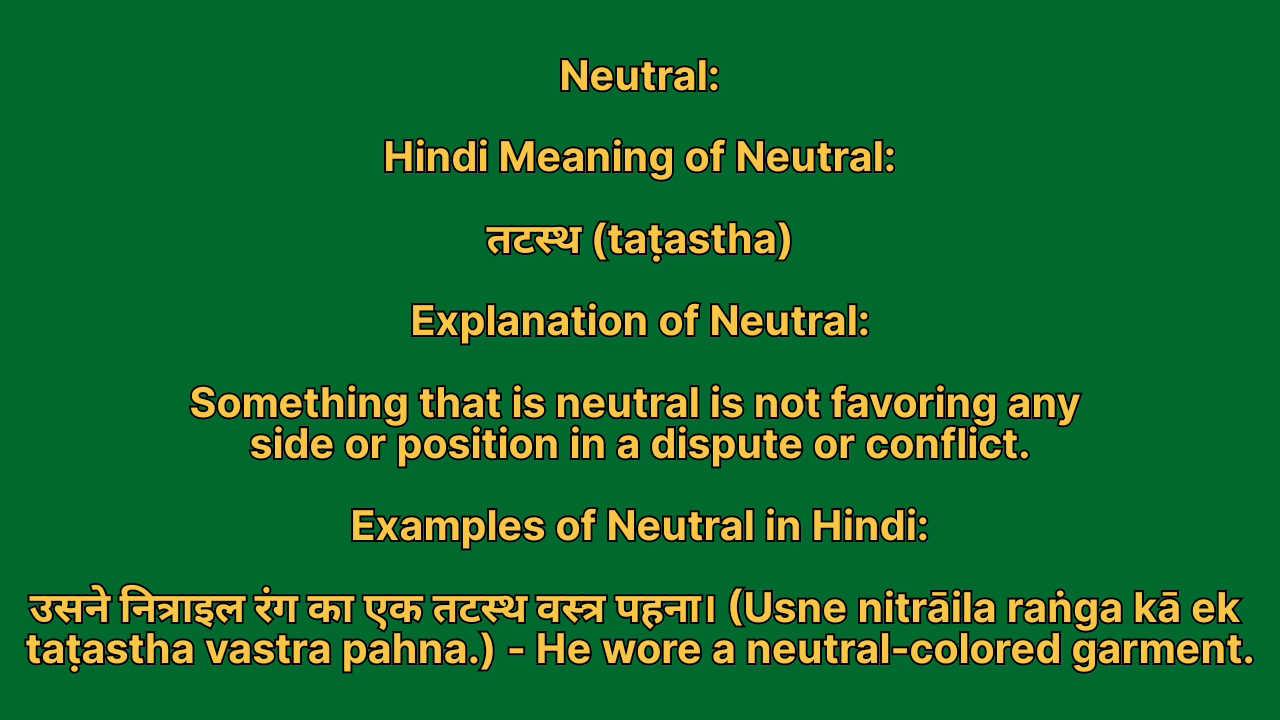 Neutral:
Hindi Meaning of Neutral:
तटस्थ (taṭastha)
Explanation of Neutral:
Something that is neutral is not favoring any
side or position in a dispute or conflict.
Examples of Neutral in Hindi:
उसने नित्राइल रंग का एक तटस्थ वस्त्र पहना। (Usne nitrāila raṅga kā ek
taṭastha vastra pahna.) - He wore a neutral-colored garment.